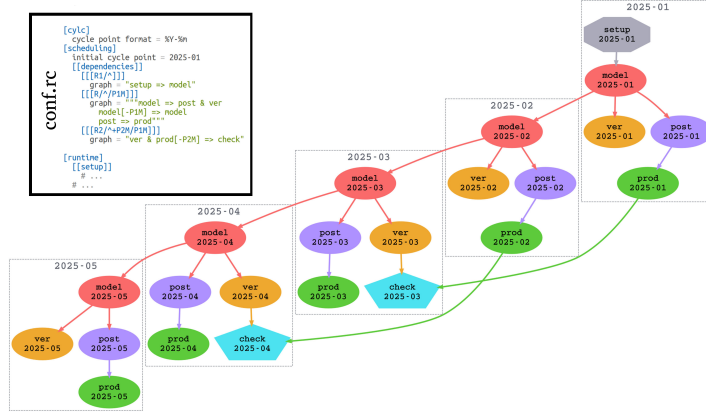 conf.rc
[cylc]
cycle point format = %Y-%m
[scheduling]
initial cycle point = 2025-01
[[dependencies]]
[[[R1/^]]]
graph = "setup => model"
[[[R/^/P1M]]]
graph = """model => post & ver
model[-P1M] => model
post => prod"""
[[[R2/^+P2M/P1M]]]
graph = "ver & prod[-P2M] => check"
[runtime]
[[setup]]
# ...
# ...
2025-01
setup
2025-01
model
2025-01
ver
2025-01
post
2025-01
prod
2025-01
2025-02
model
2025-02
ver
2025-02
post
2025-02
prod
2025-02
2025-03
model
2025-03
post
2025-03
ver
2025-03
prod
2025-03
check
2025-03
2025-04
model
2025-04
post
2025-04
ver
2025-04
prod
2025-04
check
2025-04
2025-05
model
2025-05
ver
2025-05
post
2025-05
prod
2025-05